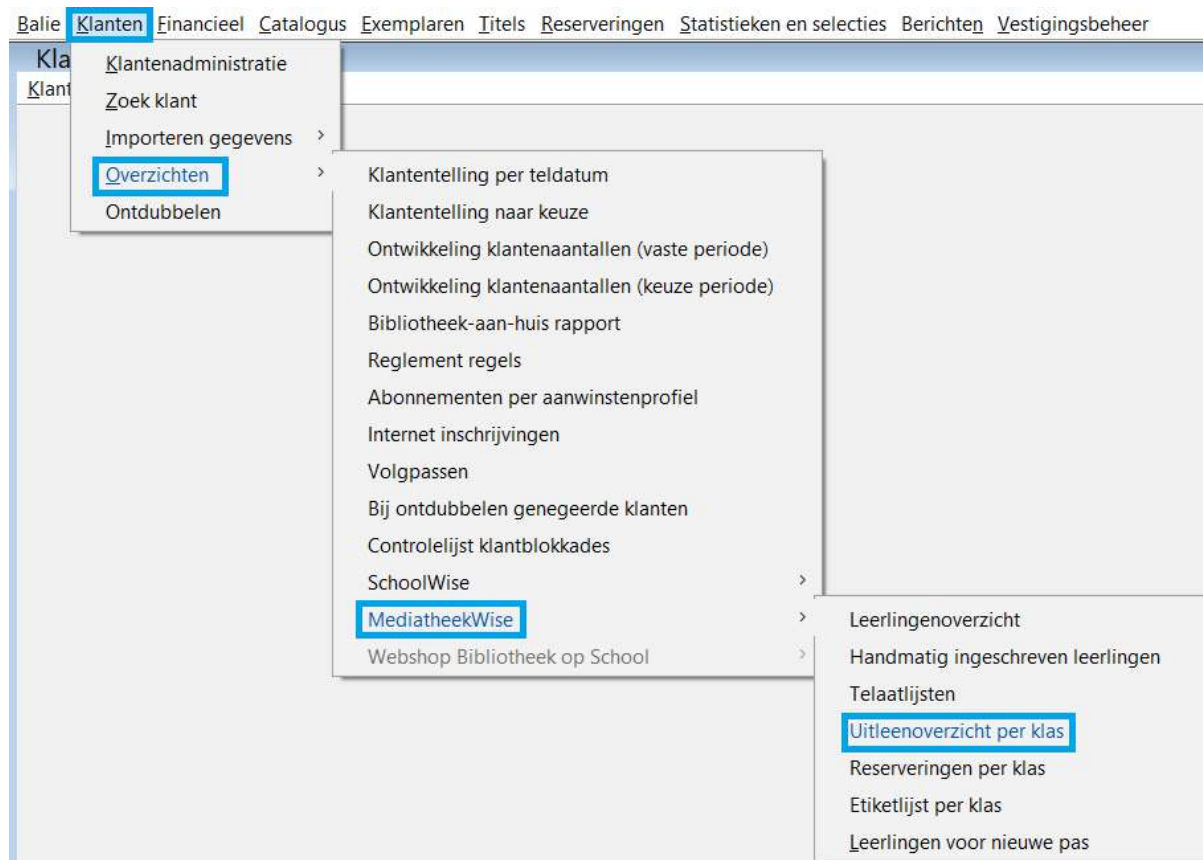 Balie Klanten Financieel Catalogus Exemplaren Titels Reserveringen Statistieken en selecties Berichten Vestigingsbeheer
Kla
Klant
Klantenadministratie
Zoek klant
Importeren gegevens
Overzichten
Ontdubbelen
Klantentelling per teldatum
Klantentelling naar keuze
Ontwikkeling klantenaantallen (vaste periode)
Ontwikkeling klantenaantallen (keuze periode)
Bibliotheek-aan-huis rapport
Reglement regels
Abonnementen per aanwinstenprofiel
Internet inschrijvingen
Volgpassen
Bij ontdubbelen genegeerde klanten
Controlelijst klantblokkades
SchoolWise
MediatheekWise
Webshop Bibliotheek op School
Leerlingenoverzicht
Handmatig ingeschreven leerlingen
Telaatlijsten
Uitleenoverzicht per klas
Reserveringen per klas
Etiketlijst per klas
Leerlingen voor nieuwe pas